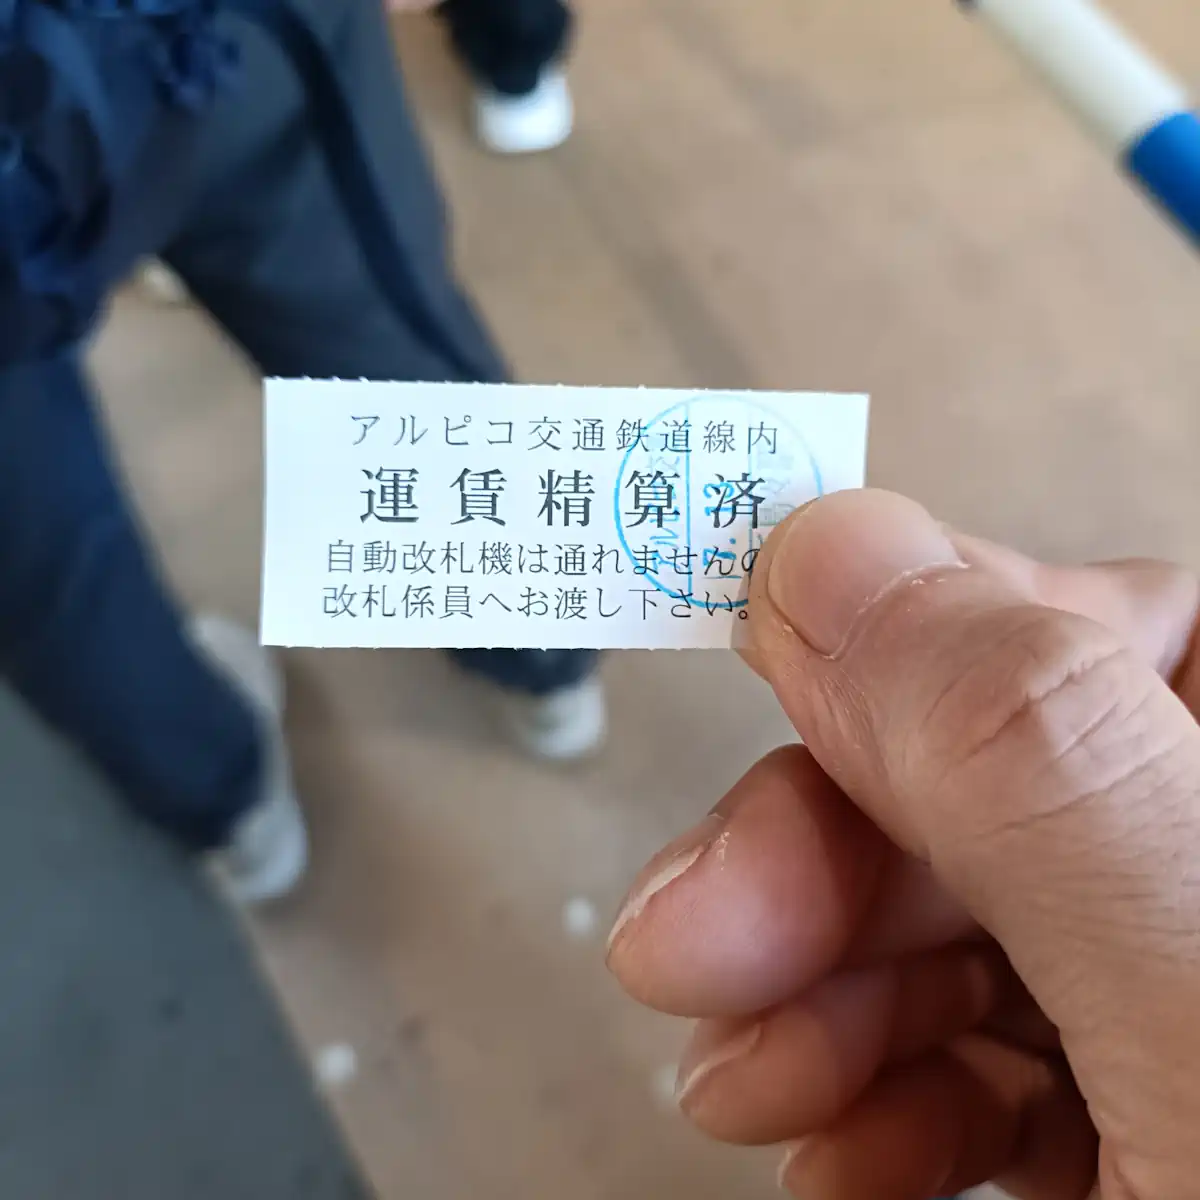 アルピコ交通鉄道線内
運賃精算済
自動改札機は通れませんの
改札係員へお渡し下さい。